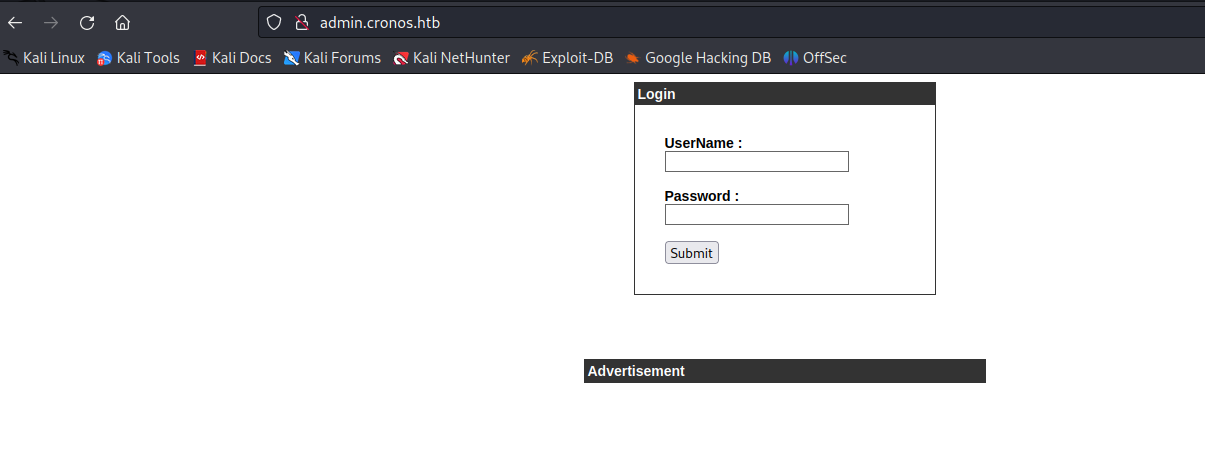 admin.cronos.htb
Kali Linux Kali Tools Kali Docs Kali Forums Kali NetHunter Exploit-DB Google Hacking DB OffSec
Login
UserName :
Password :
Submit
Advertisement